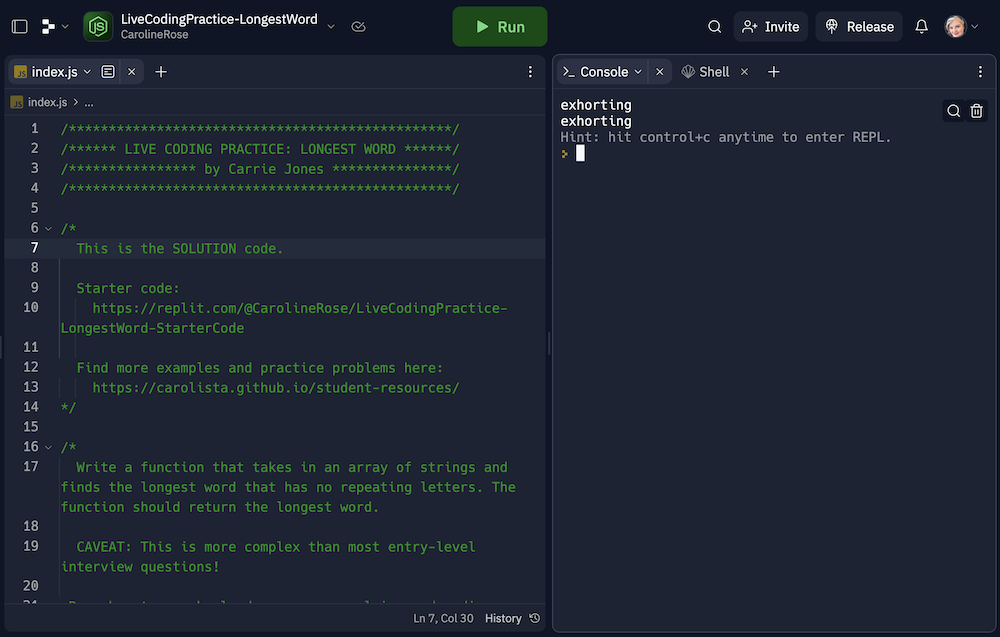 LiveCodingPractice-LongestWord
CarolineRose
Run
Invite
Release
JS index.js
JS index.js > ...
1 /************************************************/
2 /****** LIVE CODING PRACTICE: LONGEST WORD ******/
3 /**************** by Carrie Jones ***************/
4 /************************************************/
5
6 /*
7 This is the SOLUTION code.
8
9 Starter code:
10 https://replit.com/@CarolineRose/LiveCodingPractice-
LongestWord-StarterCode
11
12 Find more examples and practice problems here:
13 https://carolista.github.io/student-resources/
14 */
15
16 /*
17 Write a function that takes in an array of strings and
finds the longest word that has no repeating letters. The
function should return the longest word.
18
19 CAVEAT: This is more complex than most entry-level
interview questions!
20
Ln 7, Col 30 History
>_ Console
Shell
exhorting
exhorting
Hint: hit control+c anytime to enter REPL.
>